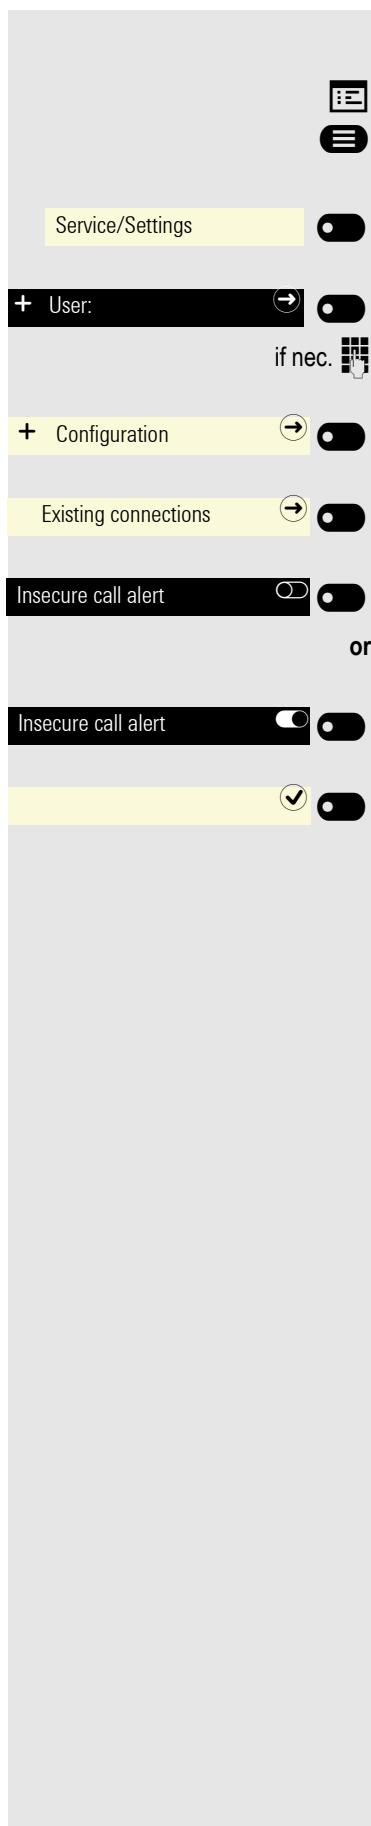 Service/Settings
+ User:
if nec.
+ Configuration
Existing connections
Insecure call alert
or
Insecure call alert